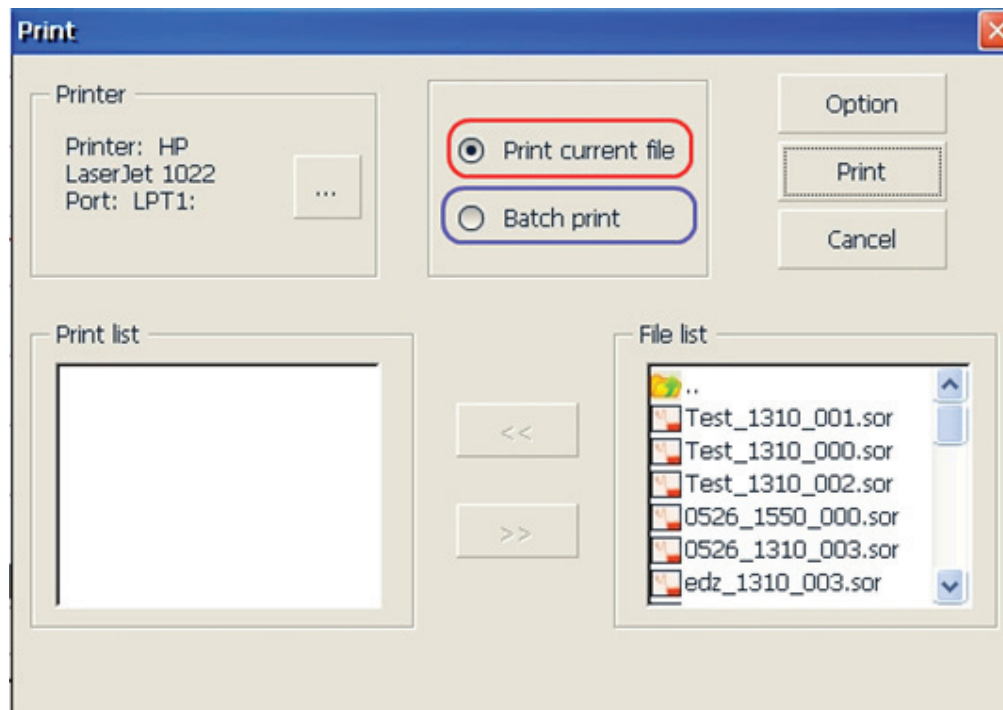 Print
Printer
Printer: HP
LaserJet 1022
Port: LPT1:
...
Print current file
Batch print
Option
Print
Cancel
Print list
<<
>>
File list
..
Test_1310_001.sor
Test_1310_000.sor
Test_1310_002.sor
0526_1550_000.sor
0526_1310_003.sor
edz_1310_003.sor